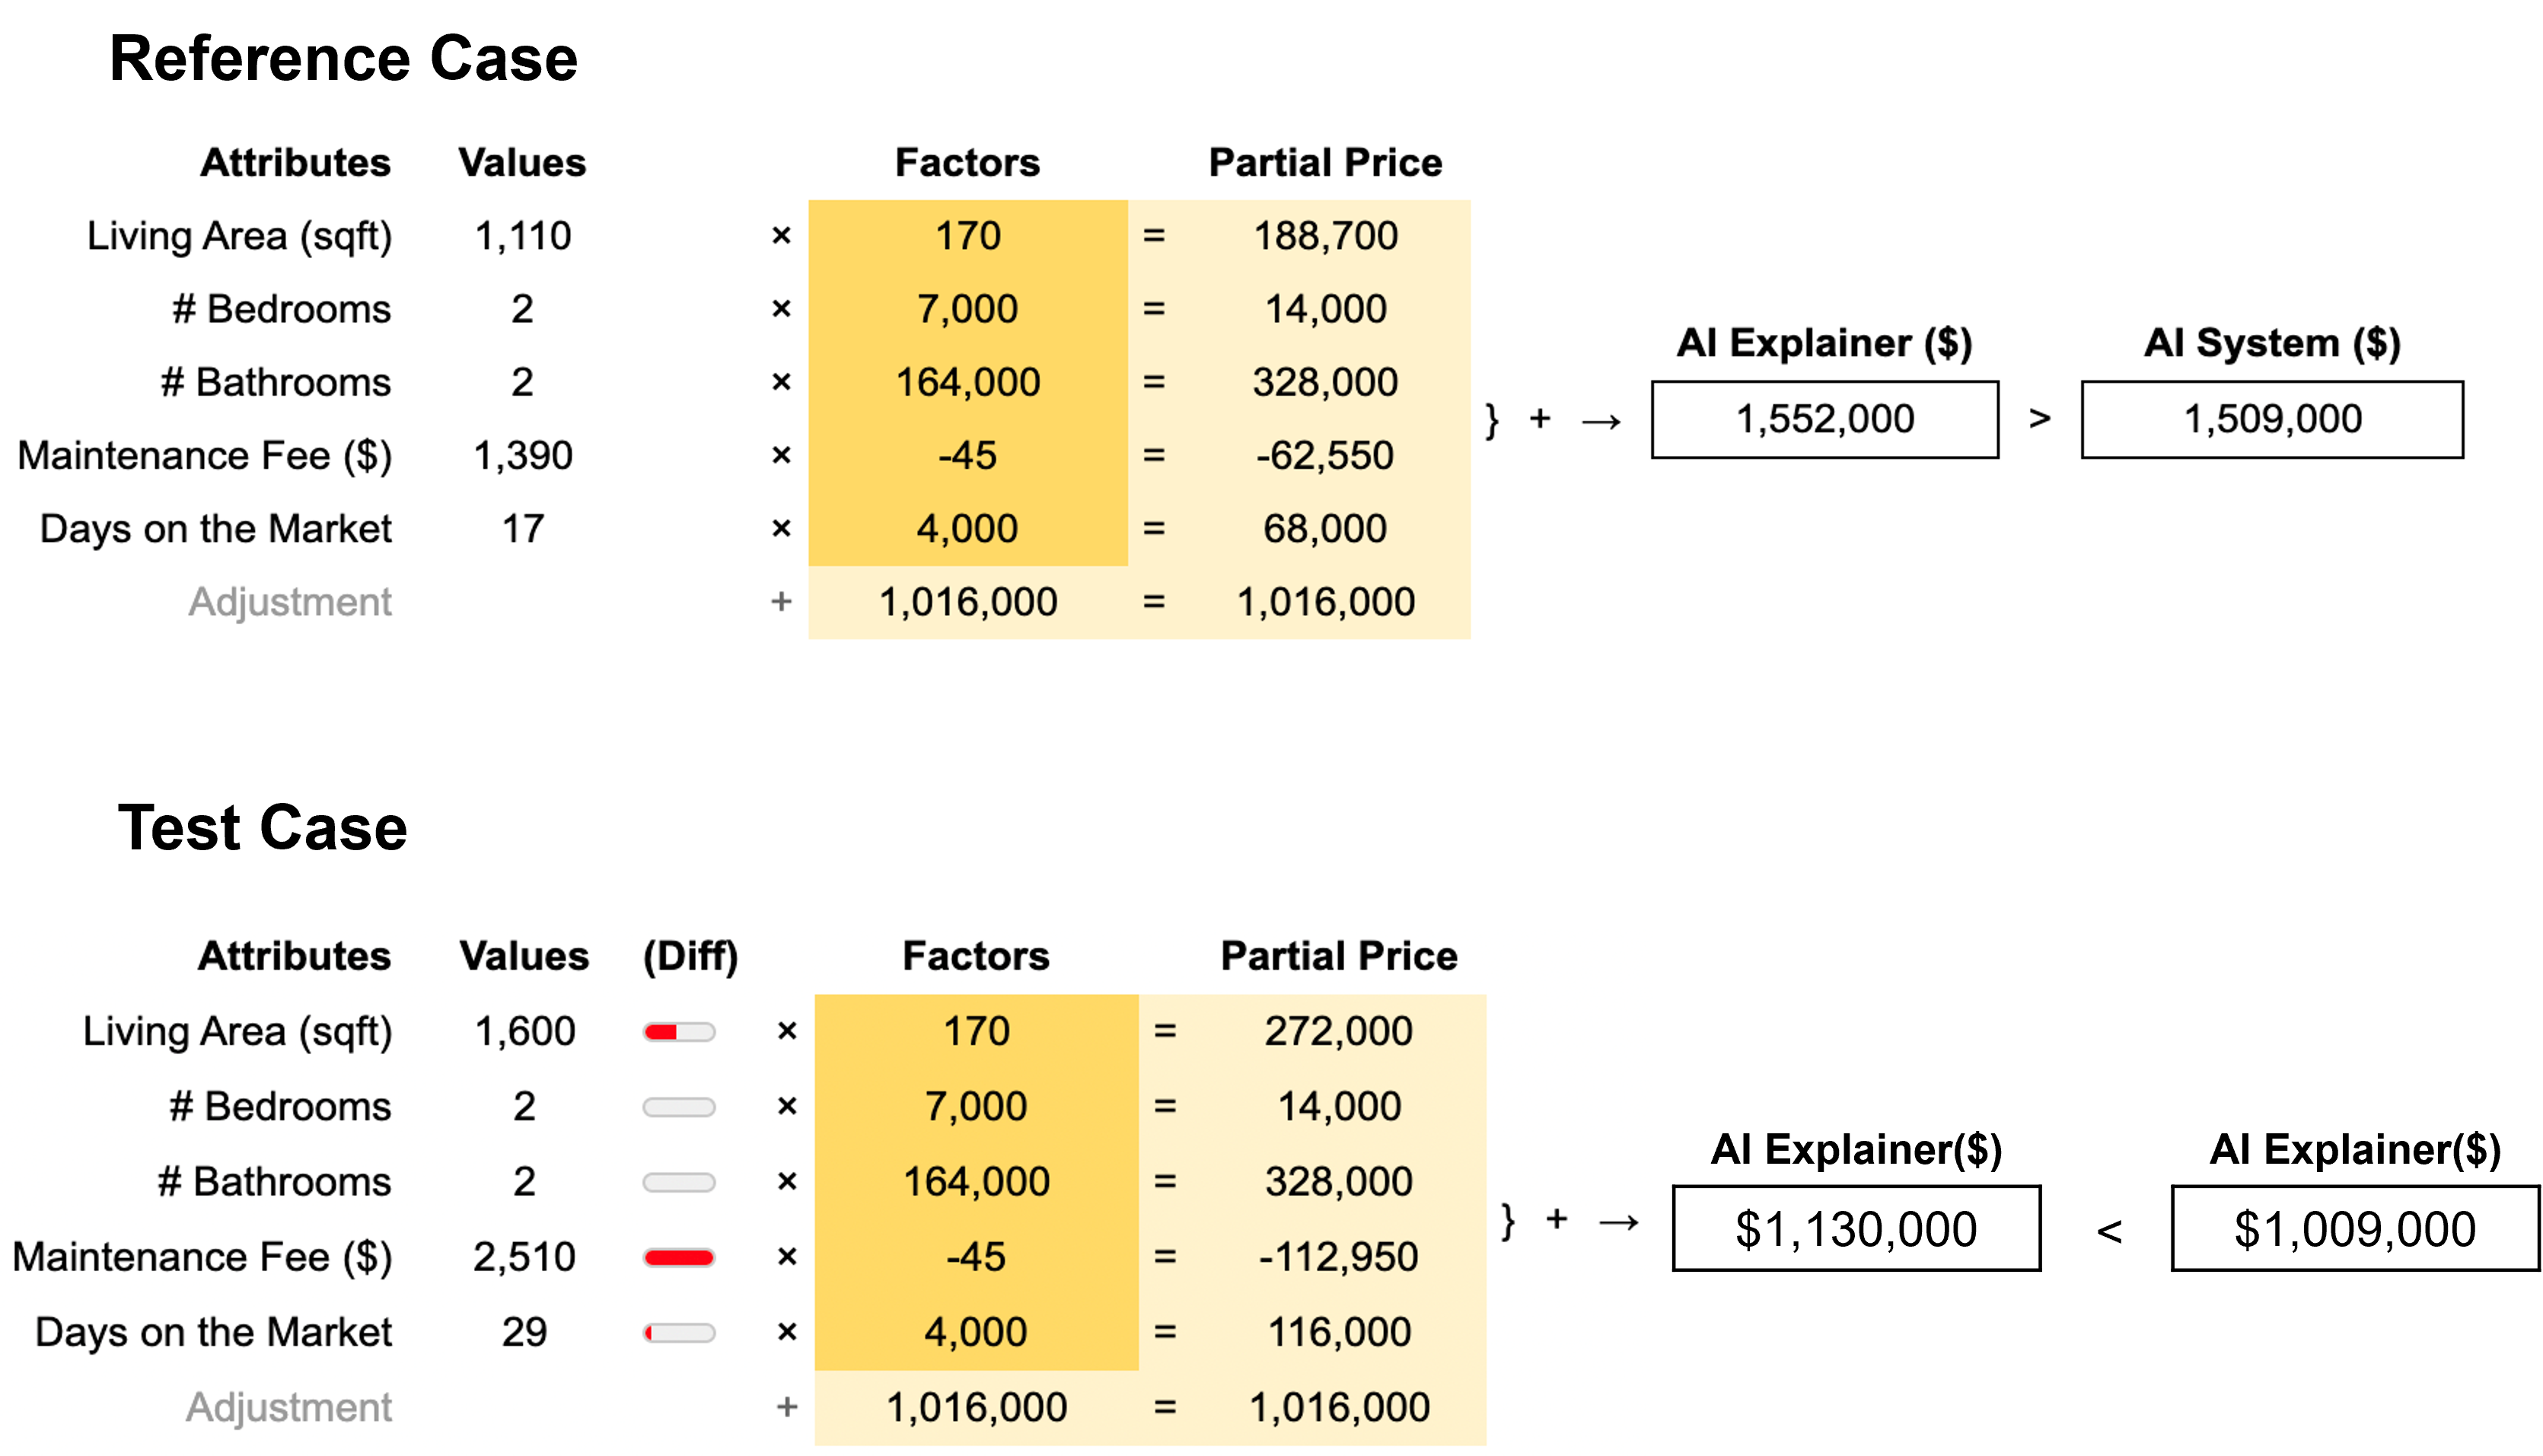 Reference Case
Attributes Values Factors Partial Price
Living Area (sqft) 1,110 × 170 = 188,700
# Bedrooms 2 × 7,000 = 14,000
# Bathrooms 2 × 164,000 = 328,000
Maintenance Fee ($) 1,390 × -45 = -62,550
Days on the Market 17 × 4,000 = 68,000
Adjustment + 1,016,000 = 1,016,000
AI Explainer ($) AI System ($)
} + → 1,552,000 > 1,509,000
Test Case
Attributes Values (Diff) Factors Partial Price
Living Area (sqft) 1,600 × 170 = 272,000
# Bedrooms 2 × 7,000 = 14,000
# Bathrooms 2 × 164,000 = 328,000
Maintenance Fee ($) 2,510 × -45 = -112,950
Days on the Market 29 × 4,000 = 116,000
Adjustment + 1,016,000 = 1,016,000
AI Explainer($) AI Explainer($)
} + → $1,130,000 < $1,009,000